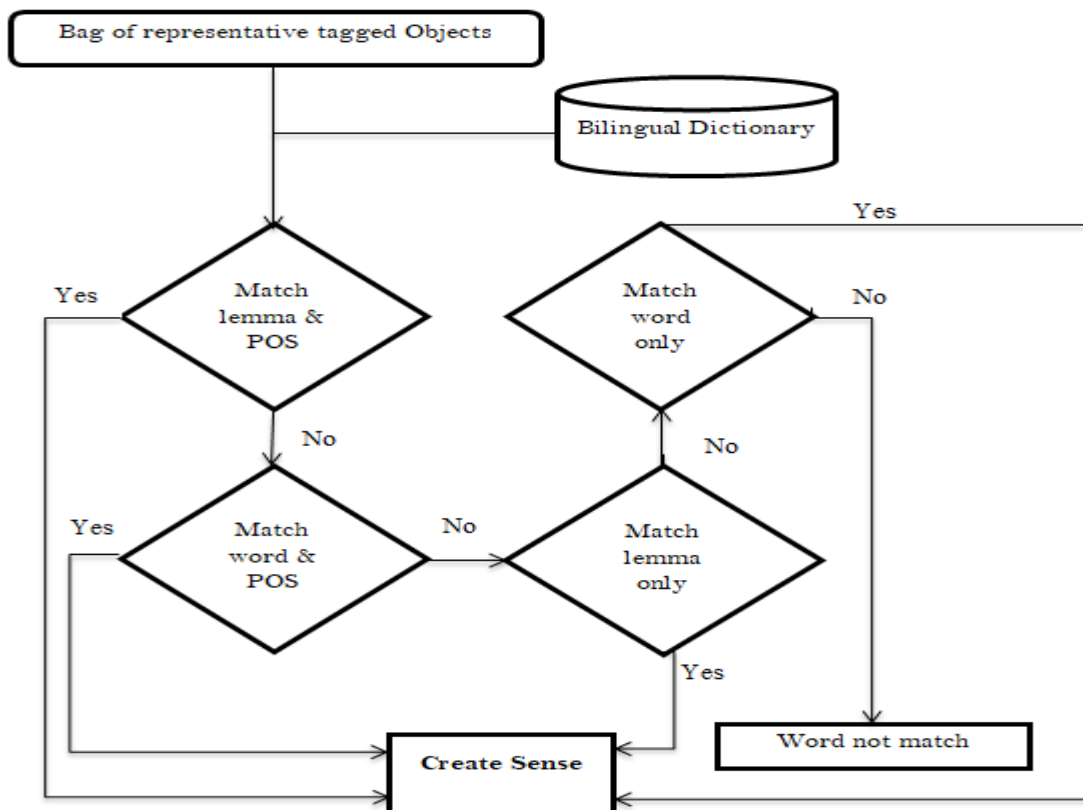 Bag of representative tagged Objects
Bilingual Dictionary
Yes
Yes
Match
lemma &
POS
Match
word
only
No
No
No
Yes
Match
word &
POS
No
Match
lemma
only
Yes
Word not match
Create Sense